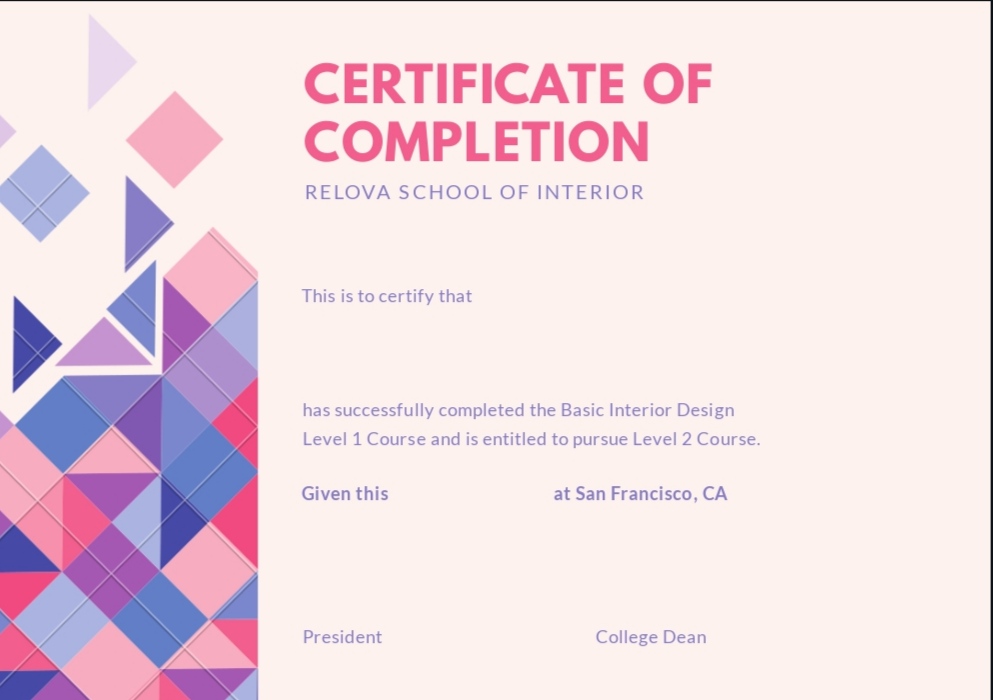 CERTIFICATE OF
COMPLETION
RELOVA SCHOOL OF INTERIOR
This is to certify that
has successfully completed the Basic Interior Design
Level 1 Course and is entitled to pursue Level 2 Course.
Given this at San Francisco, CA
President College Dean